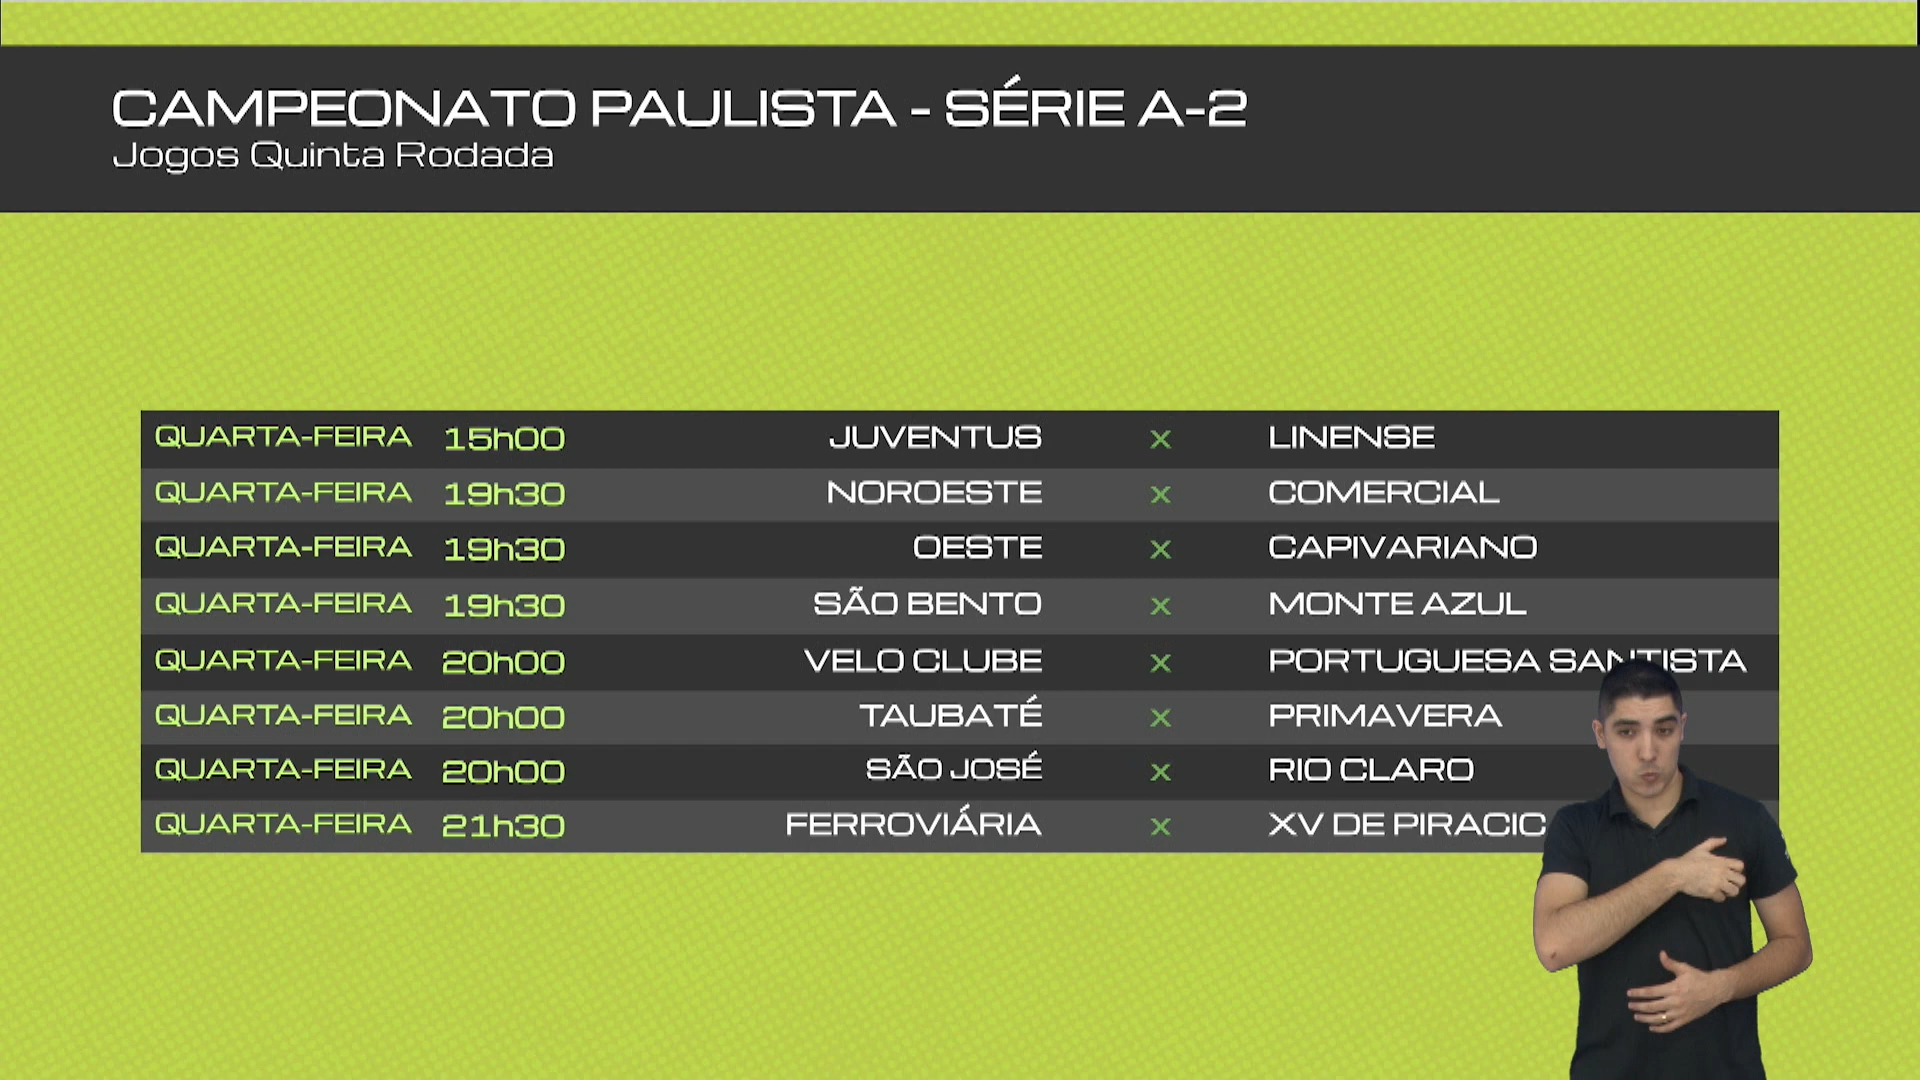 CAMPEONATO PAULISTA - SÉRIE A-2
Jogos Quinta Rodada
QUARTA-FEIRA 15h00 JUVENTUS x LINENSE
QUARTA-FEIRA 19h30 NOROESTE x COMERCIAL
QUARTA-FEIRA 19h30 OESTE x CAPIVARIANO
QUARTA-FEIRA 19h30 SÃO BENTO x MONTE AZUL
QUARTA-FEIRA 20h00 VELO CLUBE x PORTUGUESA SANTISTA
QUARTA-FEIRA 20h00 TAUBATÉ x PRIMAVERA
QUARTA-FEIRA 20h00 SÃO JOSÉ x RIO CLARO
QUARTA-FEIRA 21h30 FERROVIÁRIA x XV DE